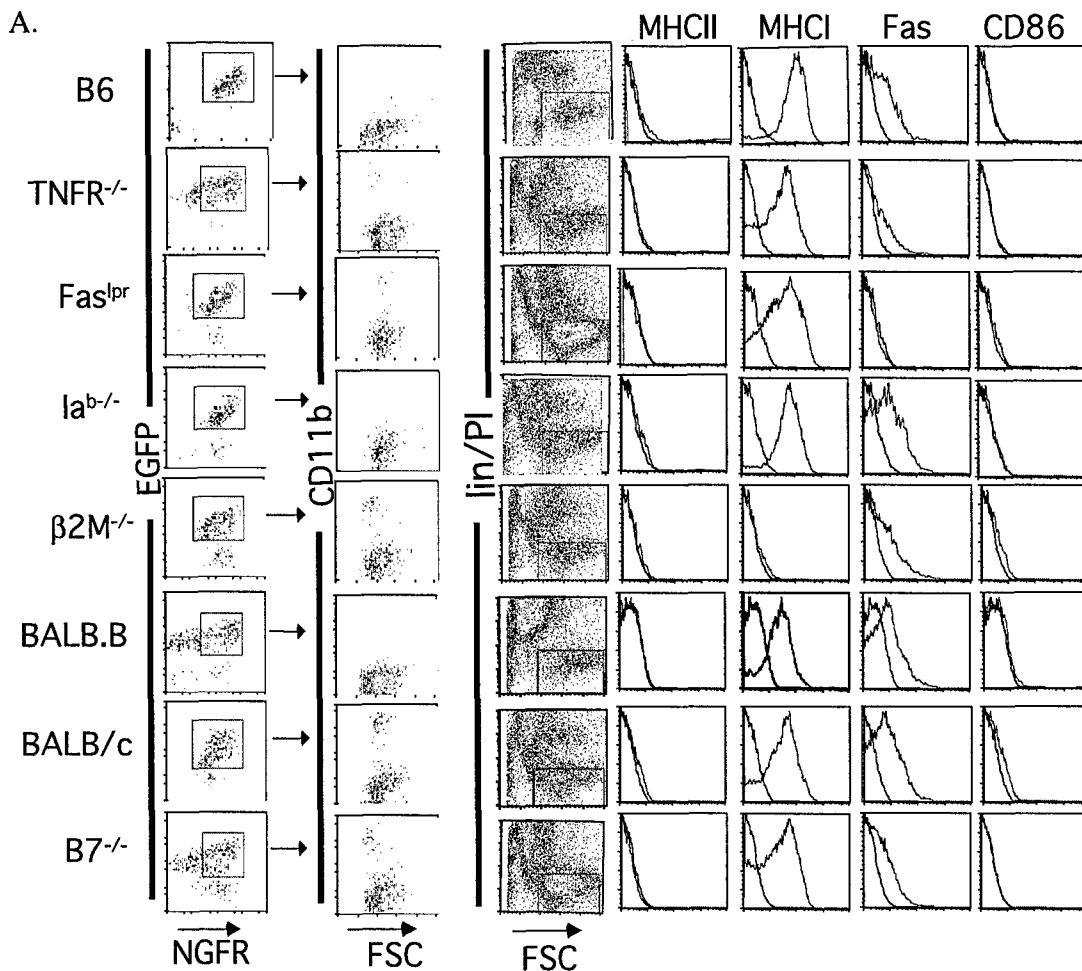 A.
MHCII MHCI Fas CD86
B6
TNFR-/-
Faslpr
Iab-/-
β2M-/-
BALB.B
BALB/c
B7-/-
EGFP
CD11b
lin/PI
NGFR
FSC
FSC